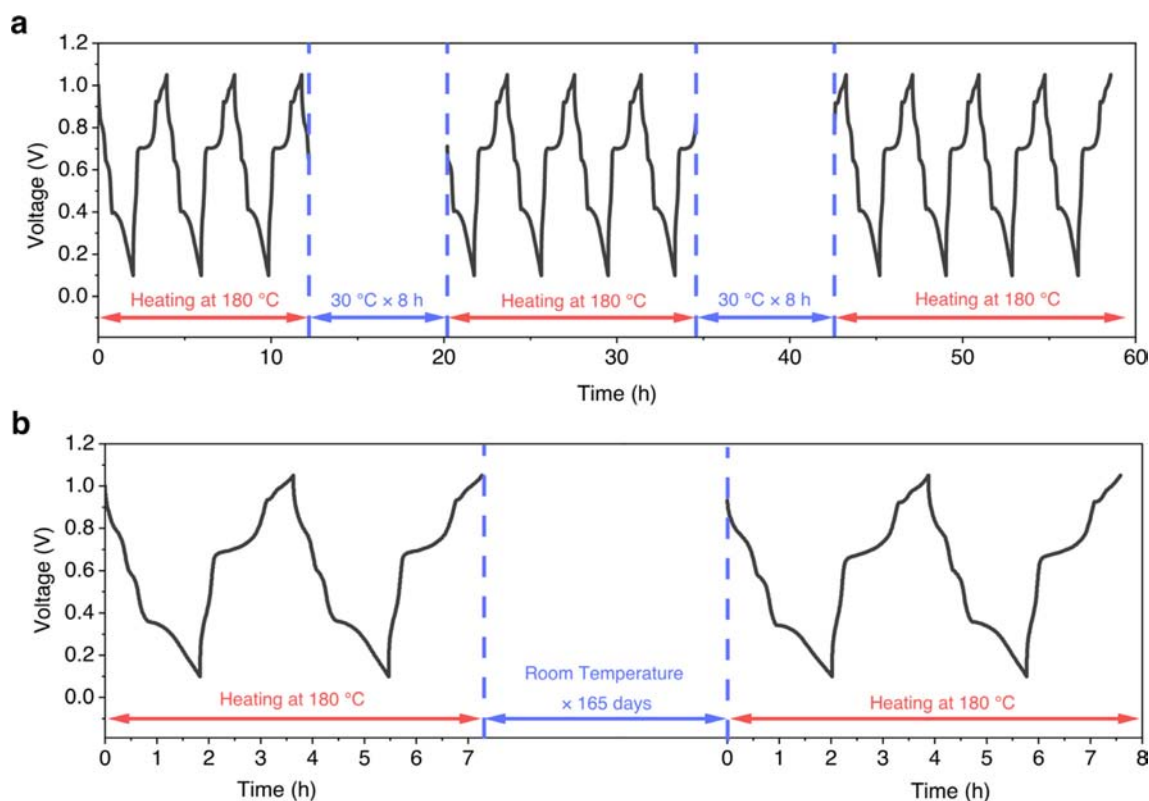 a
1.2
1.0
0.8
0.6
0.4
0.2
0.0
Voltage (V)
Heating at 180 °C
30 °C × 8 h
Heating at 180 °C
30 °C × 8 h
Heating at 180 °C
0 10 20 30 40 50 60
Time (h)
b
1.2
1.0
0.8
0.6
0.4
0.2
0.0
Voltage (V)
Room Temperature
× 165 days
Heating at 180 °C
Heating at 180 °C
0 1 2 3 4 5 6 7 0 1 2 3 4 5 6 7 8
Time (h) Time (h)